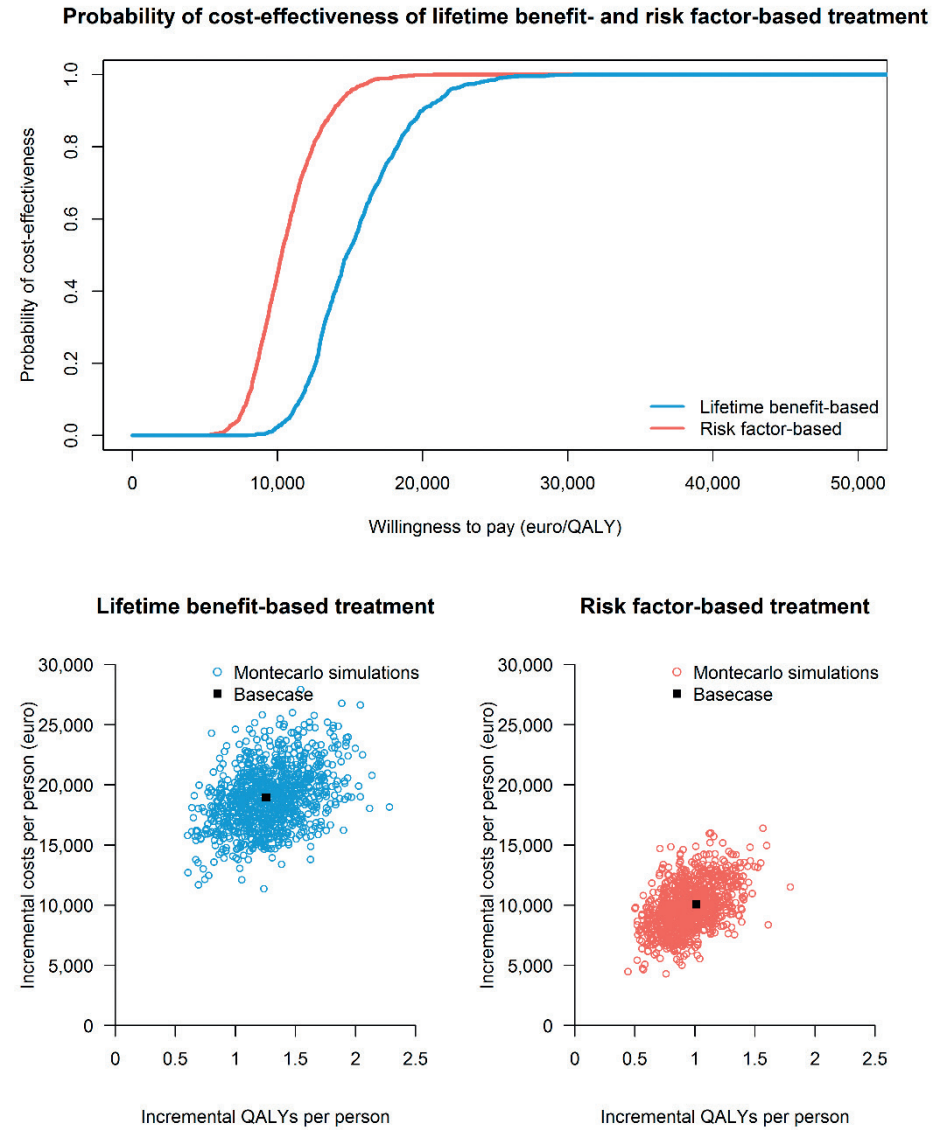 Probability of cost-effectiveness of lifetime benefit- and risk factor-based treatment
Probability of cost-effectiveness
1.0
0.8
0.6
0.4
0.2
0.0
Lifetime benefit-based
Risk factor-based
0 10,000 20,000 30,000 40,000 50,000
Willingness to pay (euro/QALY)
Lifetime benefit-based treatment
Incremental costs per person (euro)
30,000
25,000
20,000
15,000
10,000
5,000
0
Montecarlo simulations
Basecase
0 0.5 1 1.5 2 2.5
Incremental QALYs per person
Risk factor-based treatment
Incremental costs per person (euro)
30,000
25,000
20,000
15,000
10,000
5,000
0
Montecarlo simulations
Basecase
0 0.5 1 1.5 2 2.5
Incremental QALYs per person